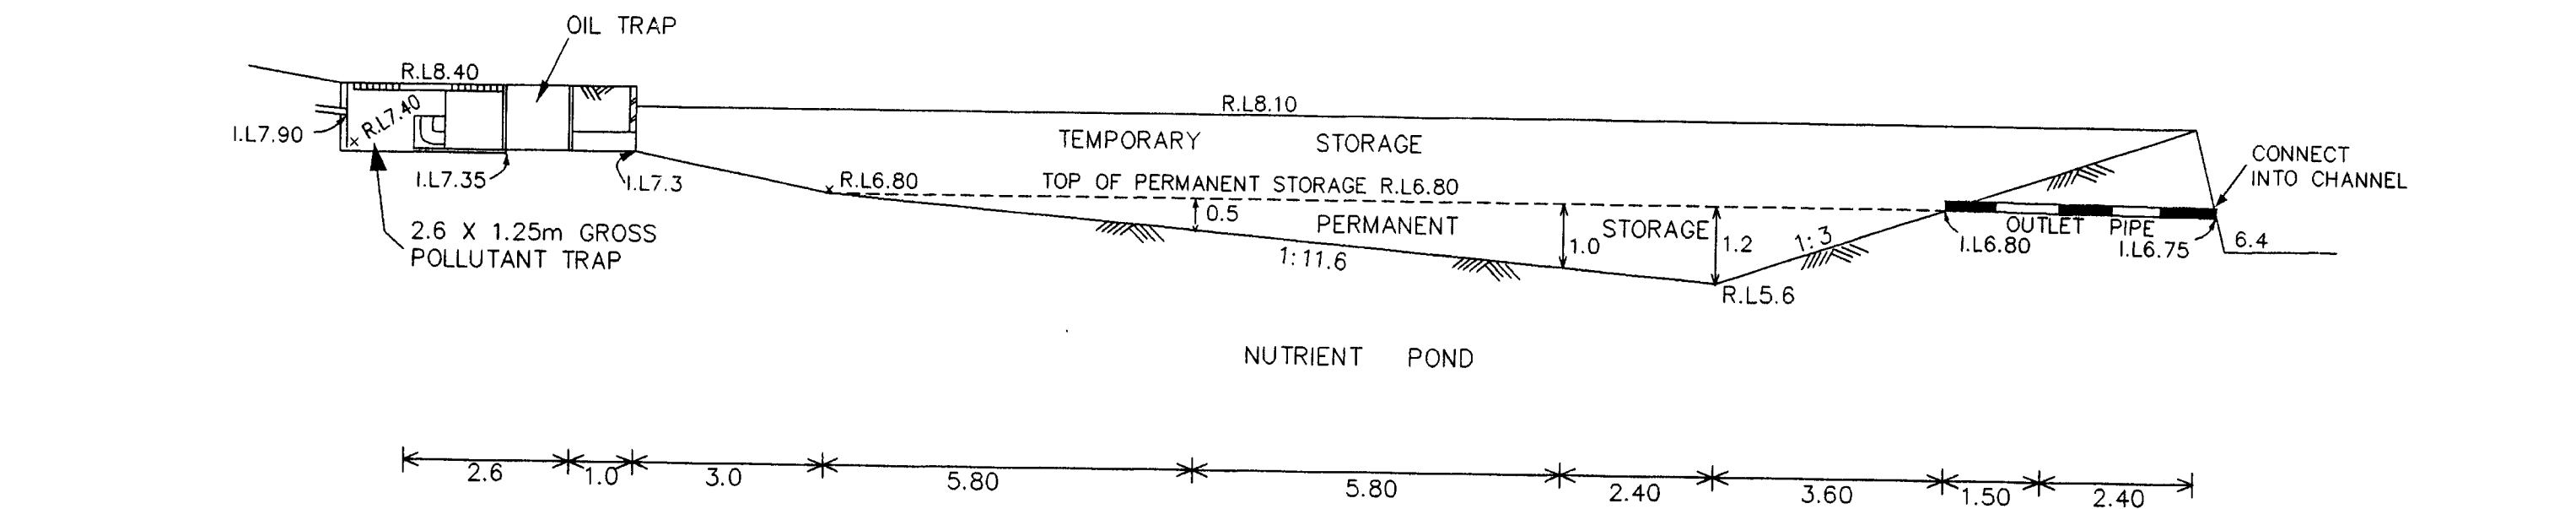 OIL TRAP
R.L8.40
R.L7.40
I.L7.90
I.L7.35
I.L7.3
2.6 X 1.25m GROSS
POLLUTANT TRAP
R.L8.10
TEMPORARY STORAGE
R.L6.80
TOP OF PERMANENT STORAGE R.L6.80
0.5
PERMANENT STORAGE
1:11.6
1.0
1.2
1:3
R.L5.6
CONNECT
INTO CHANNEL
OUTLET PIPE
I.L6.80
I.L6.75
6.4
NUTRIENT POND
2.6 1.0 3.0 5.80 5.80 2.40 3.60 1.50 2.40